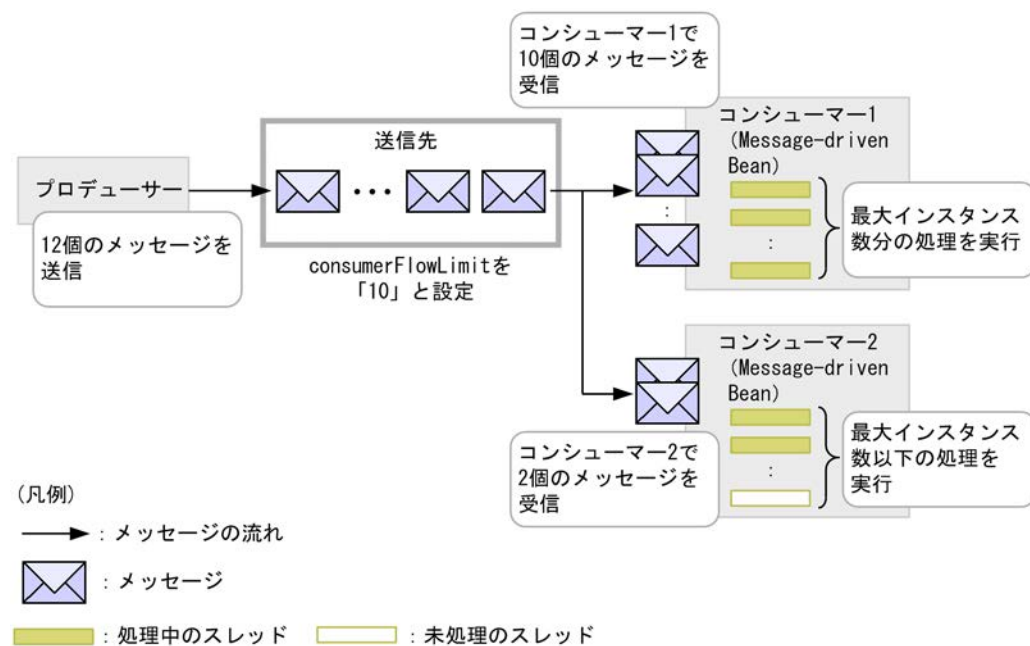 コンシューマー1で
10個のメッセージを
受信
コンシューマー1
(Message-driven
Bean)
:
最大インスタンス
数分の処理を実行
:
送信先
…
プロデューサー
12個のメッセージを
送信
consumerFlowLimitを
「10」と設定
コンシューマー2
(Message-driven
Bean)
:
最大インスタンス
数以下の処理を
実行
コンシューマー2で
2個のメッセージを
受信
(凡例)
：メッセージの流れ
：メッセージ
：処理中のスレッド ：未処理のスレッド